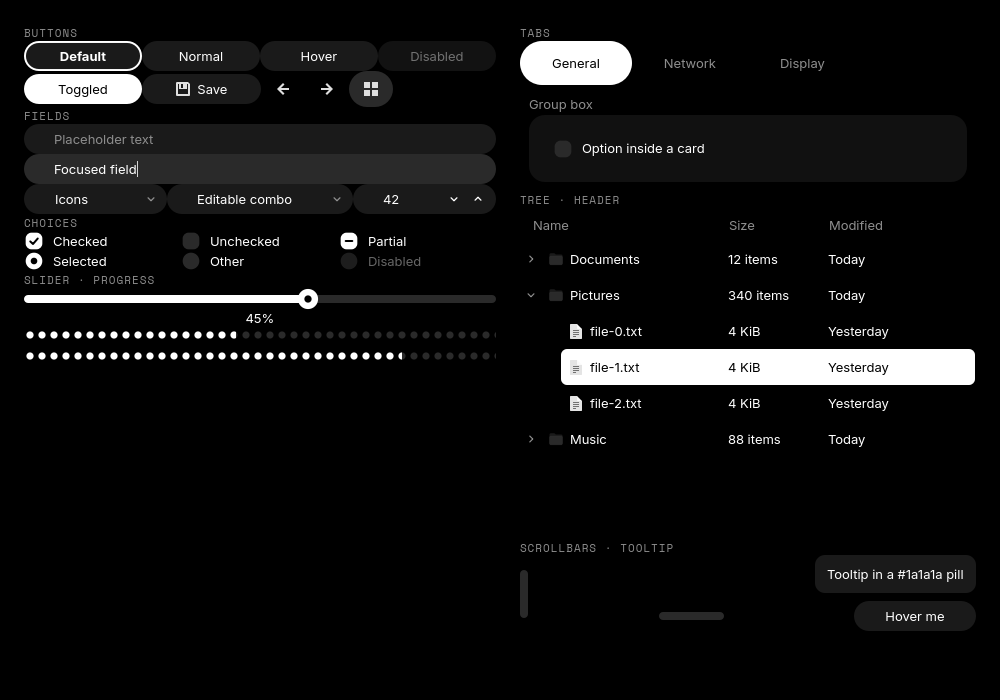 BUTTONS
Default Normal Hover Disabled
Toggled Save
FIELDS
Placeholder text
Focused field
Icons Editable combo 42
CHOICES
Checked Unchecked Partial
Selected Other Disabled
SLIDER · PROGRESS
45%
TABS
General Network Display
Group box
Option inside a card
TREE · HEADER
Name Size Modified
Documents 12 items Today
Pictures 340 items Today
file-0.txt 4 KiB Yesterday
file-1.txt 4 KiB Yesterday
file-2.txt 4 KiB Yesterday
Music 88 items Today
SCROLLBARS · TOOLTIP
Tooltip in a #1a1a1a pill
Hover me